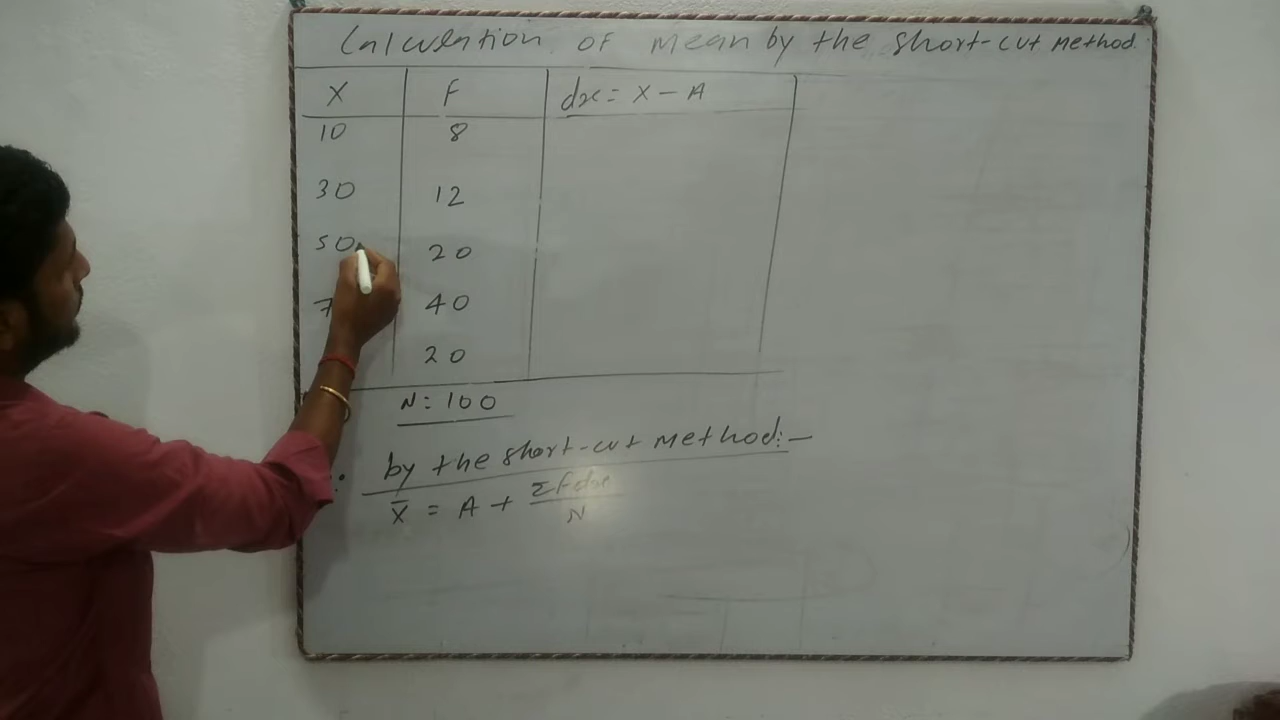 Calculation of mean by the short-cut Method.
X F dx = X - A
10 8
30 12
50 20
7 40
20
N = 100
∴ by the short-cut Method:-
X̄ = A + ΣFdx / N